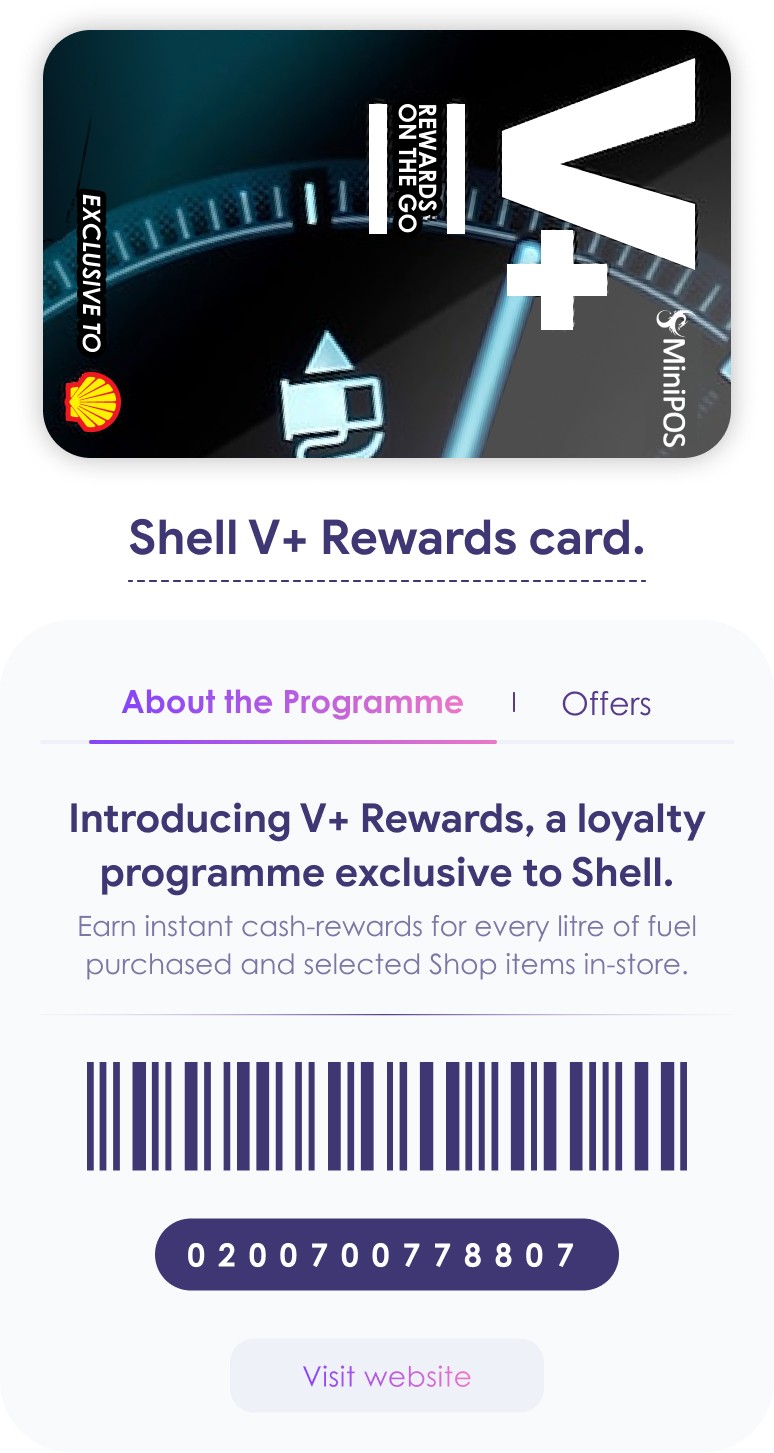 V+
REWARDS
ON THE GO
EXCLUSIVE TO
MiniPOS
Shell V+ Rewards card.
About the Programme | Offers
Introducing V+ Rewards, a loyalty
programme exclusive to Shell.
Earn instant cash-rewards for every litre of fuel
purchased and selected Shop items in-store.
0200700778807
Visit website